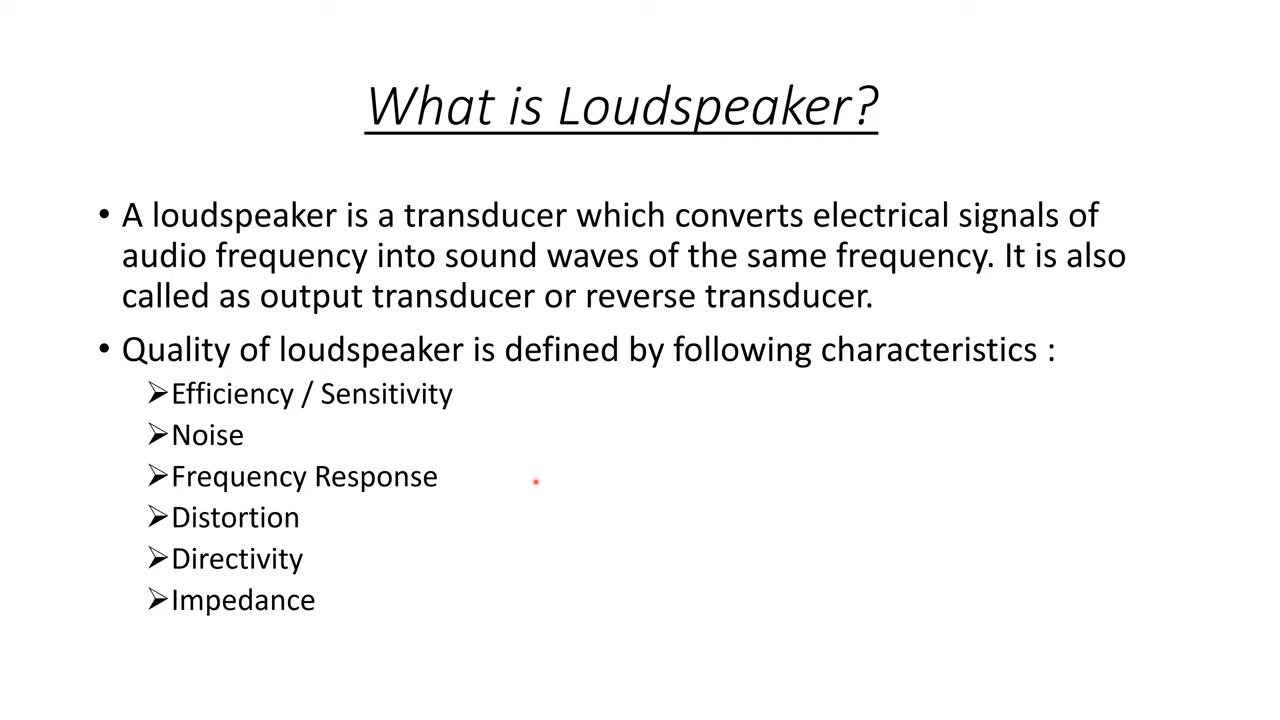 What is Loudspeaker?
• A loudspeaker is a transducer which converts electrical signals of
audio frequency into sound waves of the same frequency. It is also
called as output transducer or reverse transducer.
• Quality of loudspeaker is defined by following characteristics :
➢Efficiency / Sensitivity
➢Noise
➢Frequency Response
➢Distortion
➢Directivity
➢Impedance